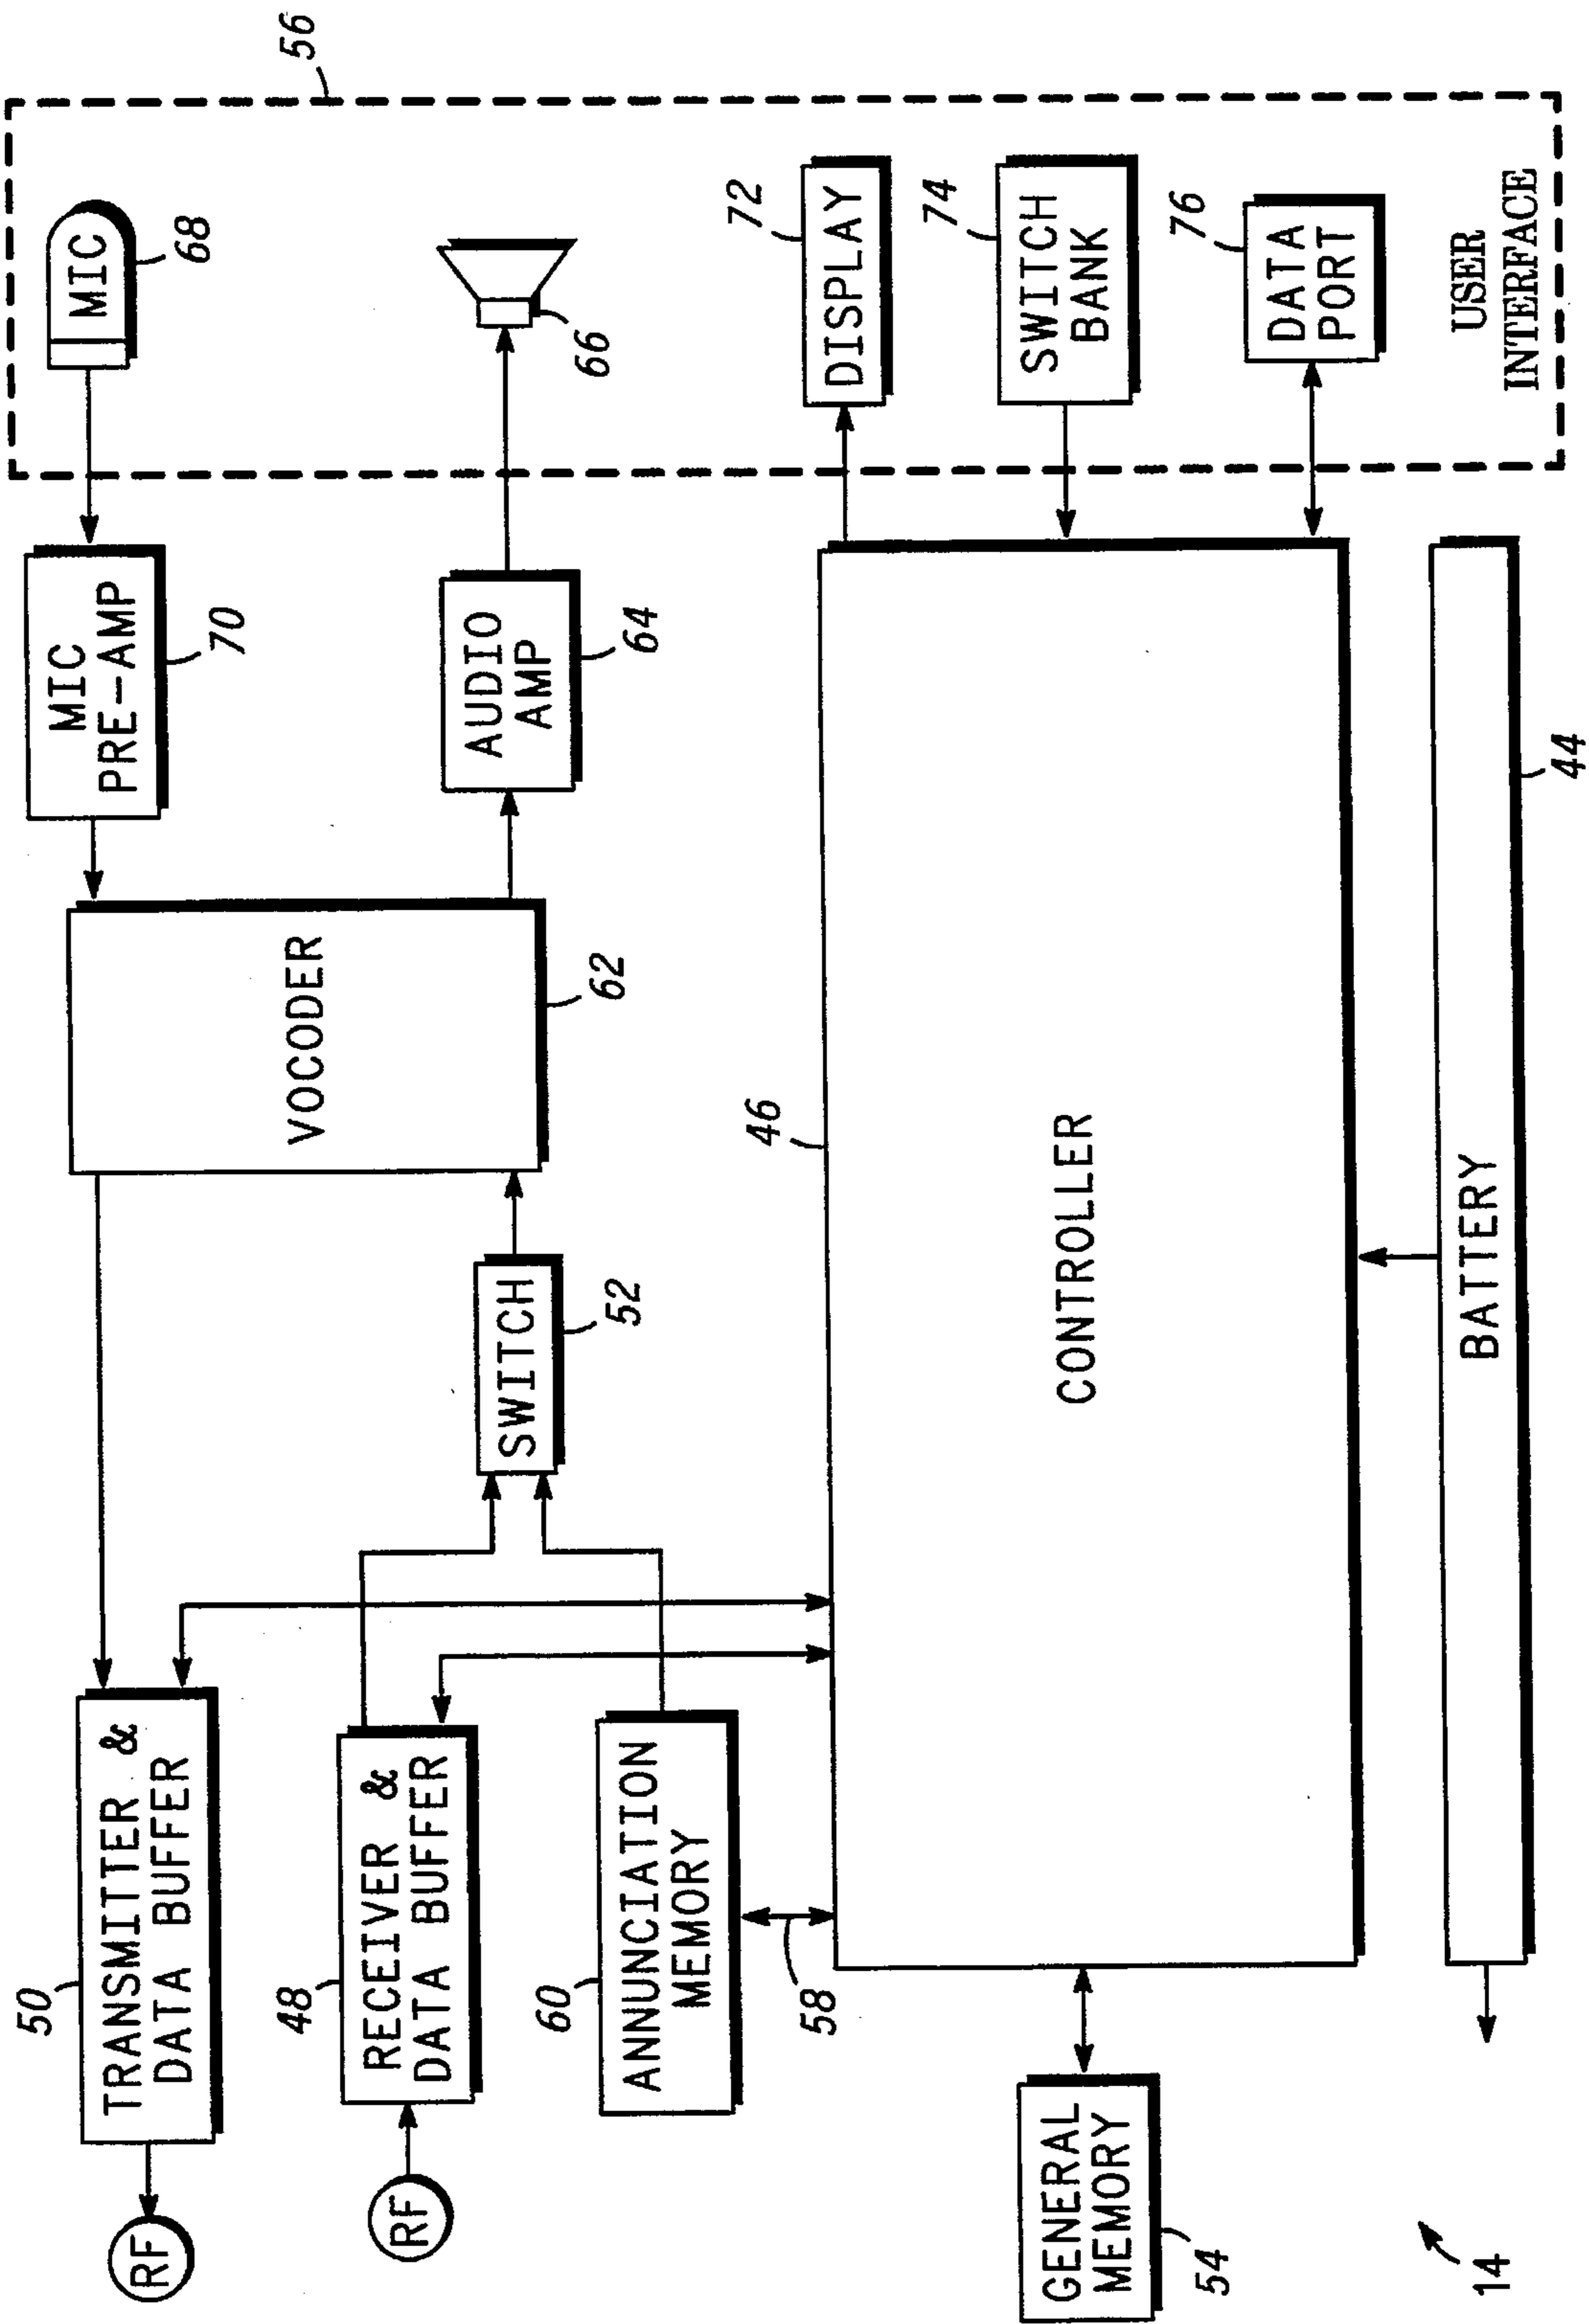 56
MIC
68
MIC
PRE-AMP
70
VOCODER
62
66
AUDIO
AMP
64
SWITCH
52
50
TRANSMITTER &
DATA BUFFER
RF
48
RECEIVER &
DATA BUFFER
RF
60
ANNUNCIATION
MEMORY
58
72
DISPLAY
74
SWITCH
BANK
76
DATA
PORT
USER
INTERFACE
46
CONTROLLER
GENERAL
MEMORY
54
BATTERY
44
14